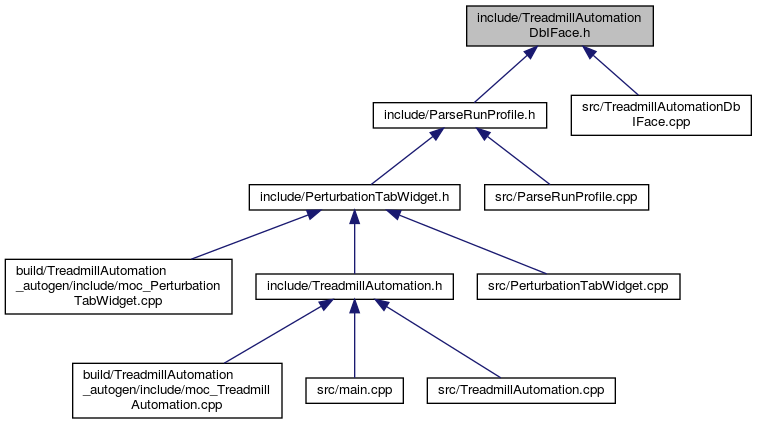 include/TreadmillAutomation
DbIFace.h
include/ParseRunProfile.h
src/TreadmillAutomationDb
IFace.cpp
include/PerturbationTabWidget.h
src/ParseRunProfile.cpp
build/TreadmillAutomation
_autogen/include/moc_Perturbation
TabWidget.cpp
include/TreadmillAutomation.h
src/PerturbationTabWidget.cpp
build/TreadmillAutomation
_autogen/include/moc_Treadmill
Automation.cpp
src/main.cpp
src/TreadmillAutomation.cpp